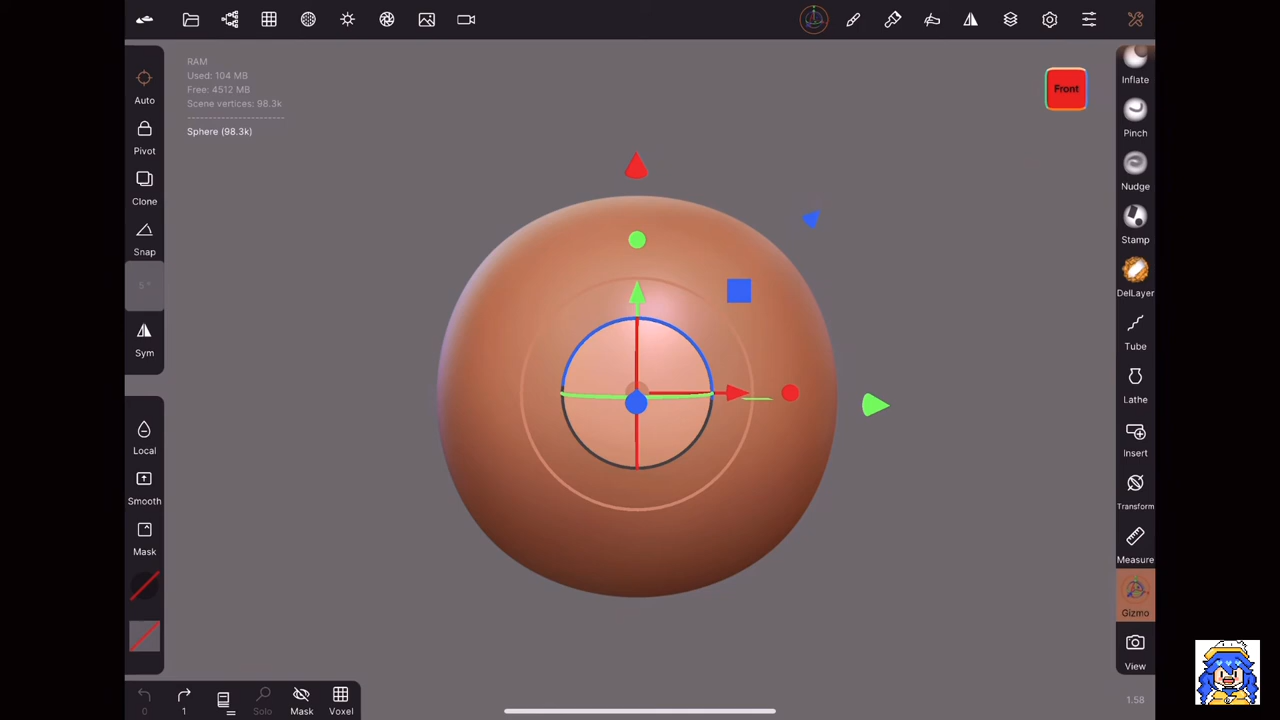 RAM
Used: 104 MB
Free: 4512 MB
Scene vertices: 98.3k
-----------------------
Sphere (98.3k)
Front
Auto
Pivot
Clone
Snap
5 °
Sym
Local
Smooth
Mask
0
1
Solo
Mask
Voxel
Inflate
Pinch
Nudge
Stamp
DelLayer
Tube
Lathe
Insert
Transform
Measure
Gizmo
View
1.58